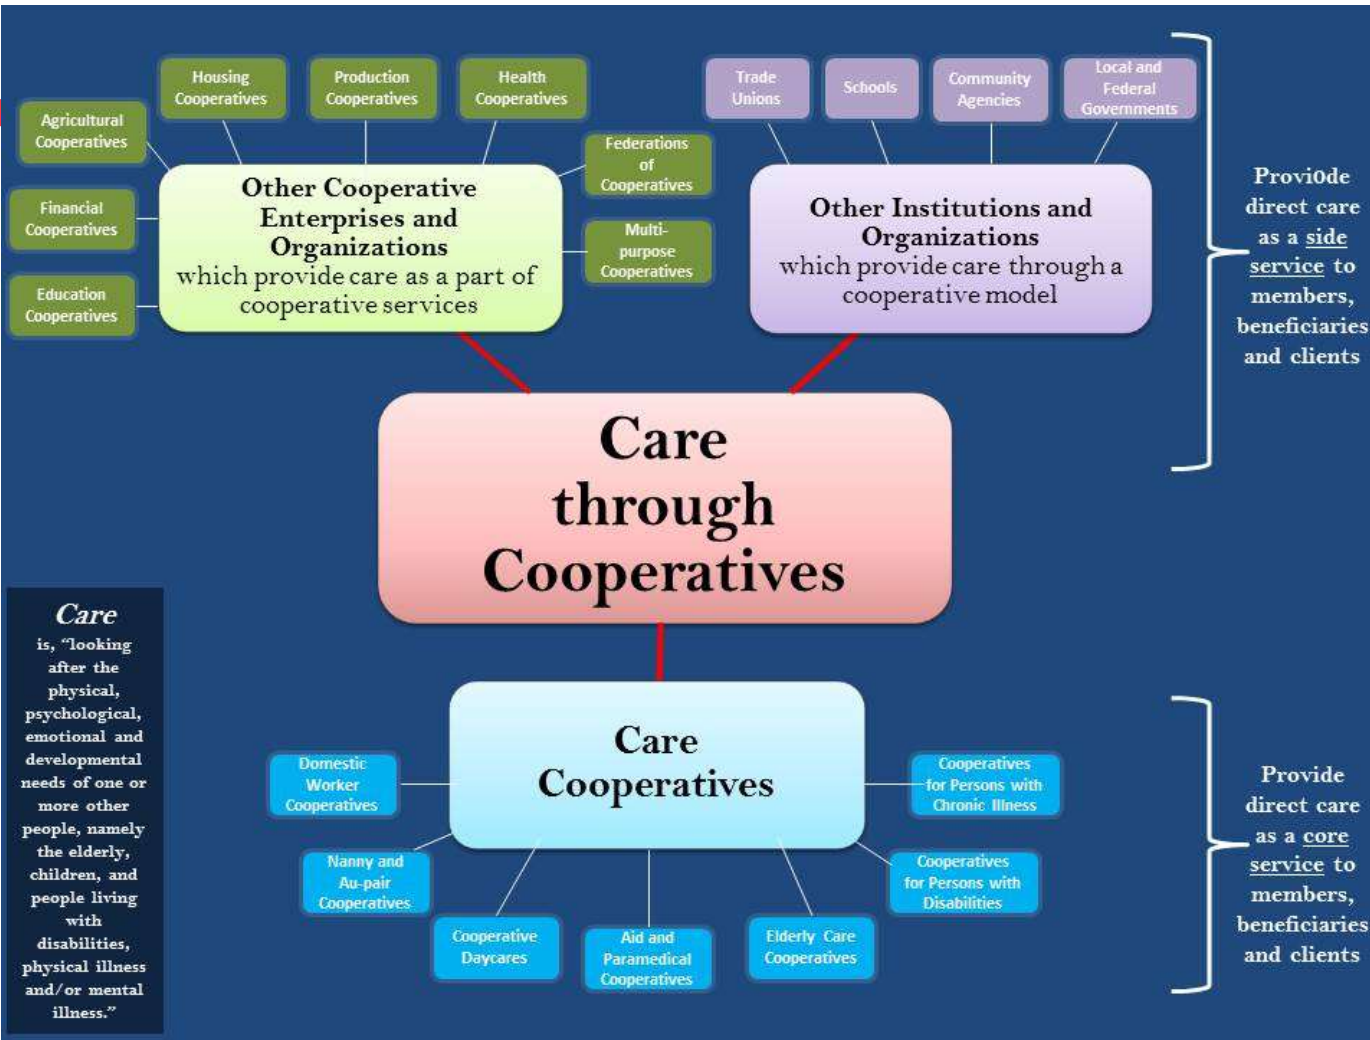 Housing
Cooperatives
Production
Cooperatives
Health
Cooperatives
Trade
Unions
Schools
Community
Agencies
Local and
Federal
Governments
Agricultural
Cooperatives
Federations
of
Cooperatives
Financial
Cooperatives
Multi-
purpose
Cooperatives
Education
Cooperatives
Other Cooperative
Enterprises and
Organizations
which provide care as a part of
cooperative services
Other Institutions and
Organizations
which provide care through a
cooperative model
Provi0de
direct care
as a side
service to
members,
beneficiaries
and clients
Care
through
Cooperatives
Care
is, “looking
after the
physical,
psychological,
emotional and
developmental
needs of one or
more other
people, namely
the elderly,
children, and
people living
with
disabilities,
physical illness
and/or mental
illness.”
Care
Cooperatives
Domestic
Worker
Cooperatives
Cooperatives
for Persons with
Chronic Illness
Nanny and
Au-pair
Cooperatives
Cooperatives
for Persons with
Disabilities
Cooperative
Daycares
Aid and
Paramedical
Cooperatives
Elderly Care
Cooperatives
Provide
direct care
as a core
service to
members,
beneficiaries
and clients